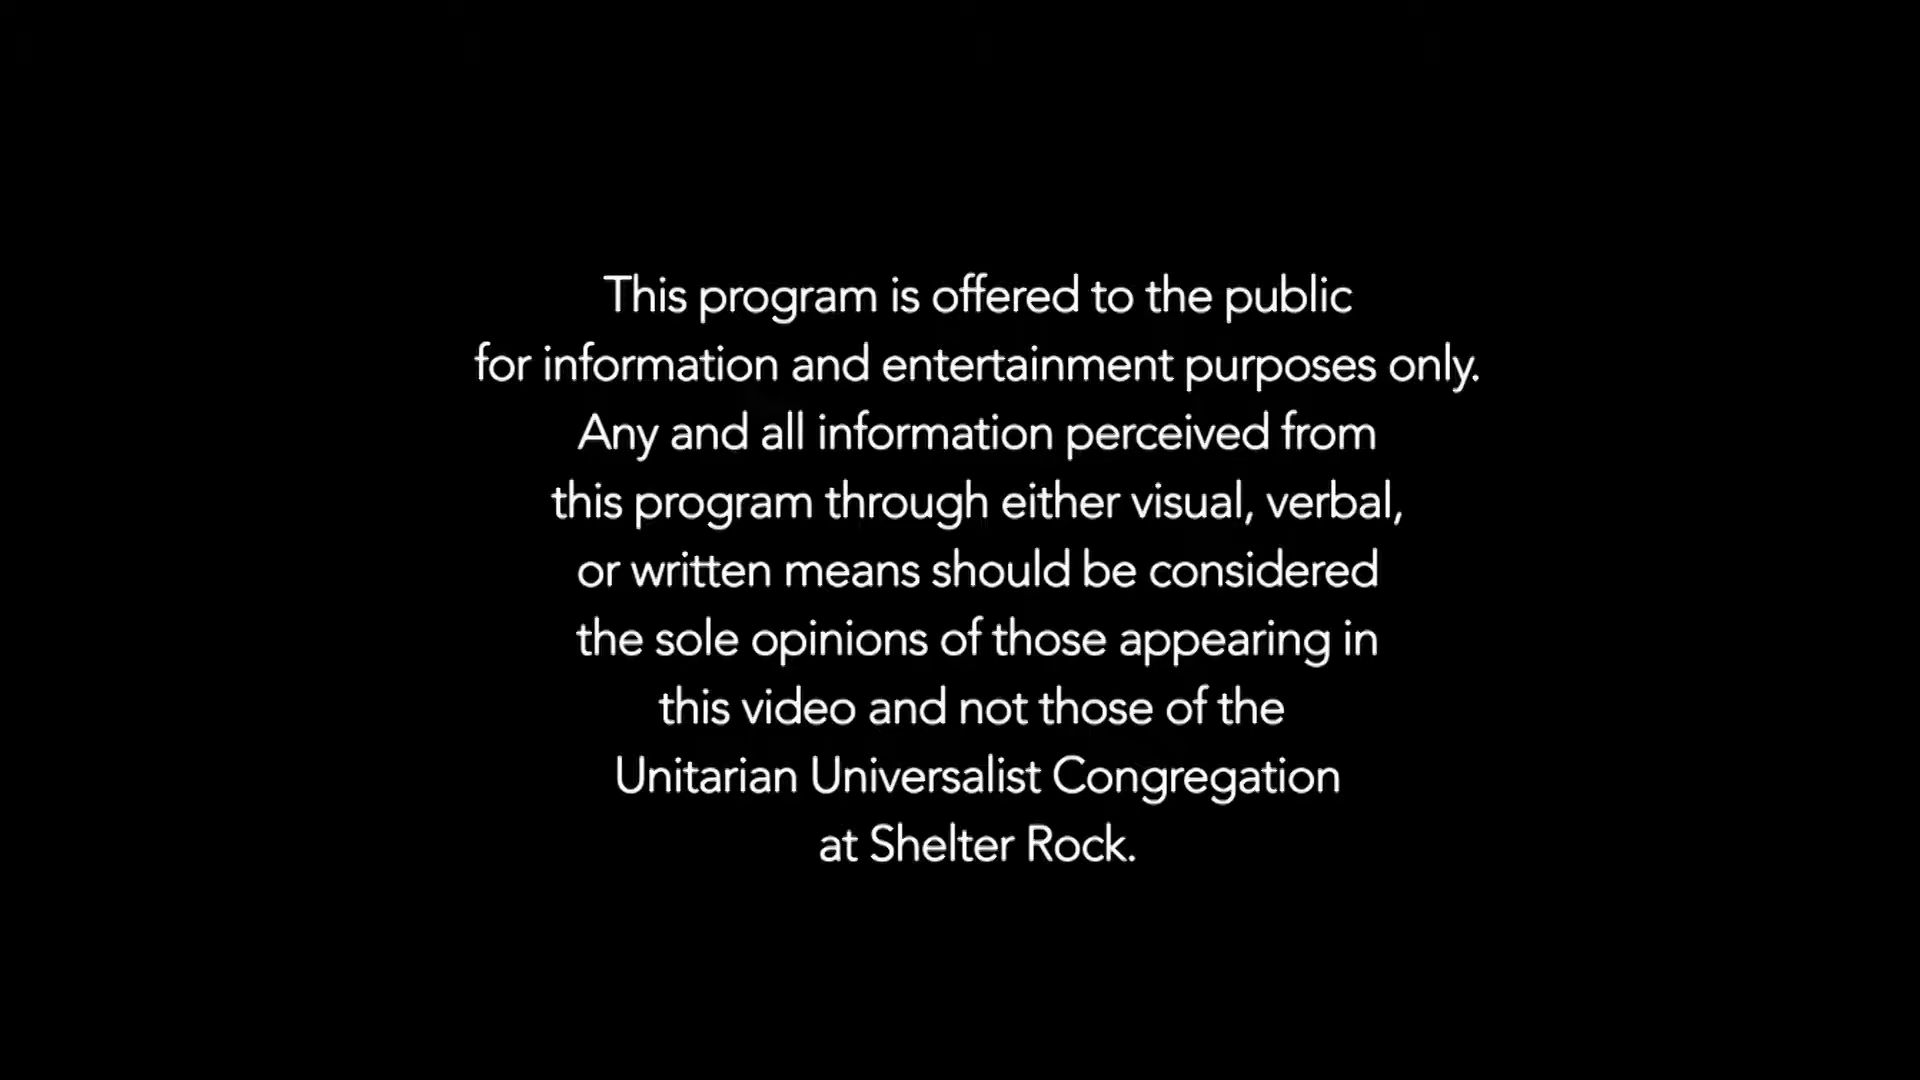 This program is offered to the public
for information and entertainment purposes only.
Any and all information perceived from
this program through either visual, verbal,
or written means should be considered
the sole opinions of those appearing in
this video and not those of the
Unitarian Universalist Congregation
at Shelter Rock.